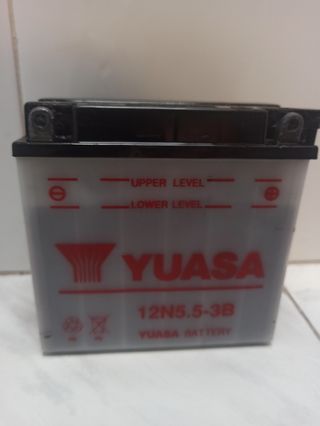 UPPER LEVEL
LOWER LEVEL
YUASA
12N5.5-3B
YUASA BATTERY